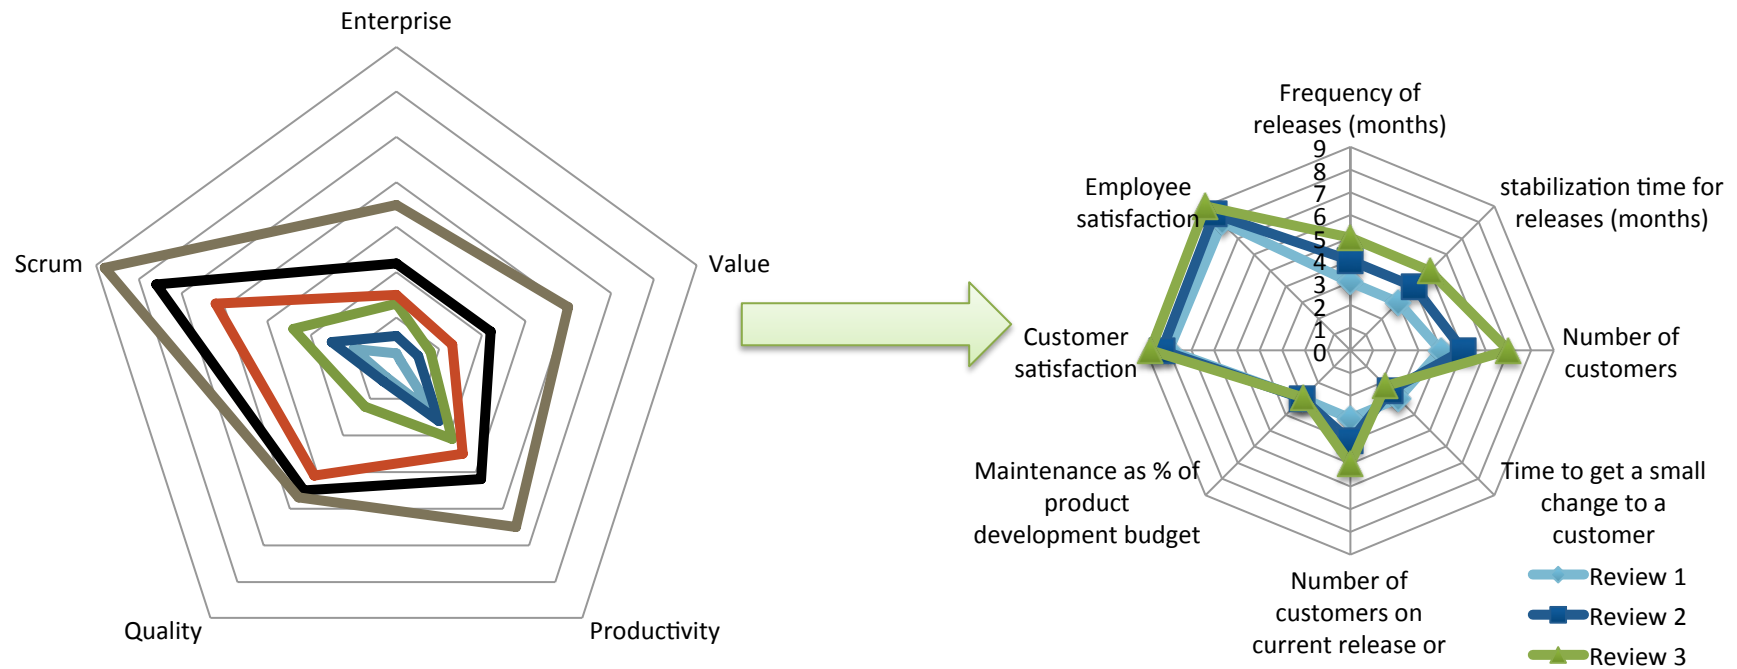 Enterprise
Scrum
Value
Quality
Productivity
Frequency of
releases (months)
9
8
7
6
5
4
3
2
1
0
stabilization time for
releases (months)
Number of
customers
Time to get a small
change to a
customer
Number of
customers on
current release or
Maintenance as % of
product
development budget
Customer
satisfaction
Employee
satisfaction
Review 1
Review 2
Review 3